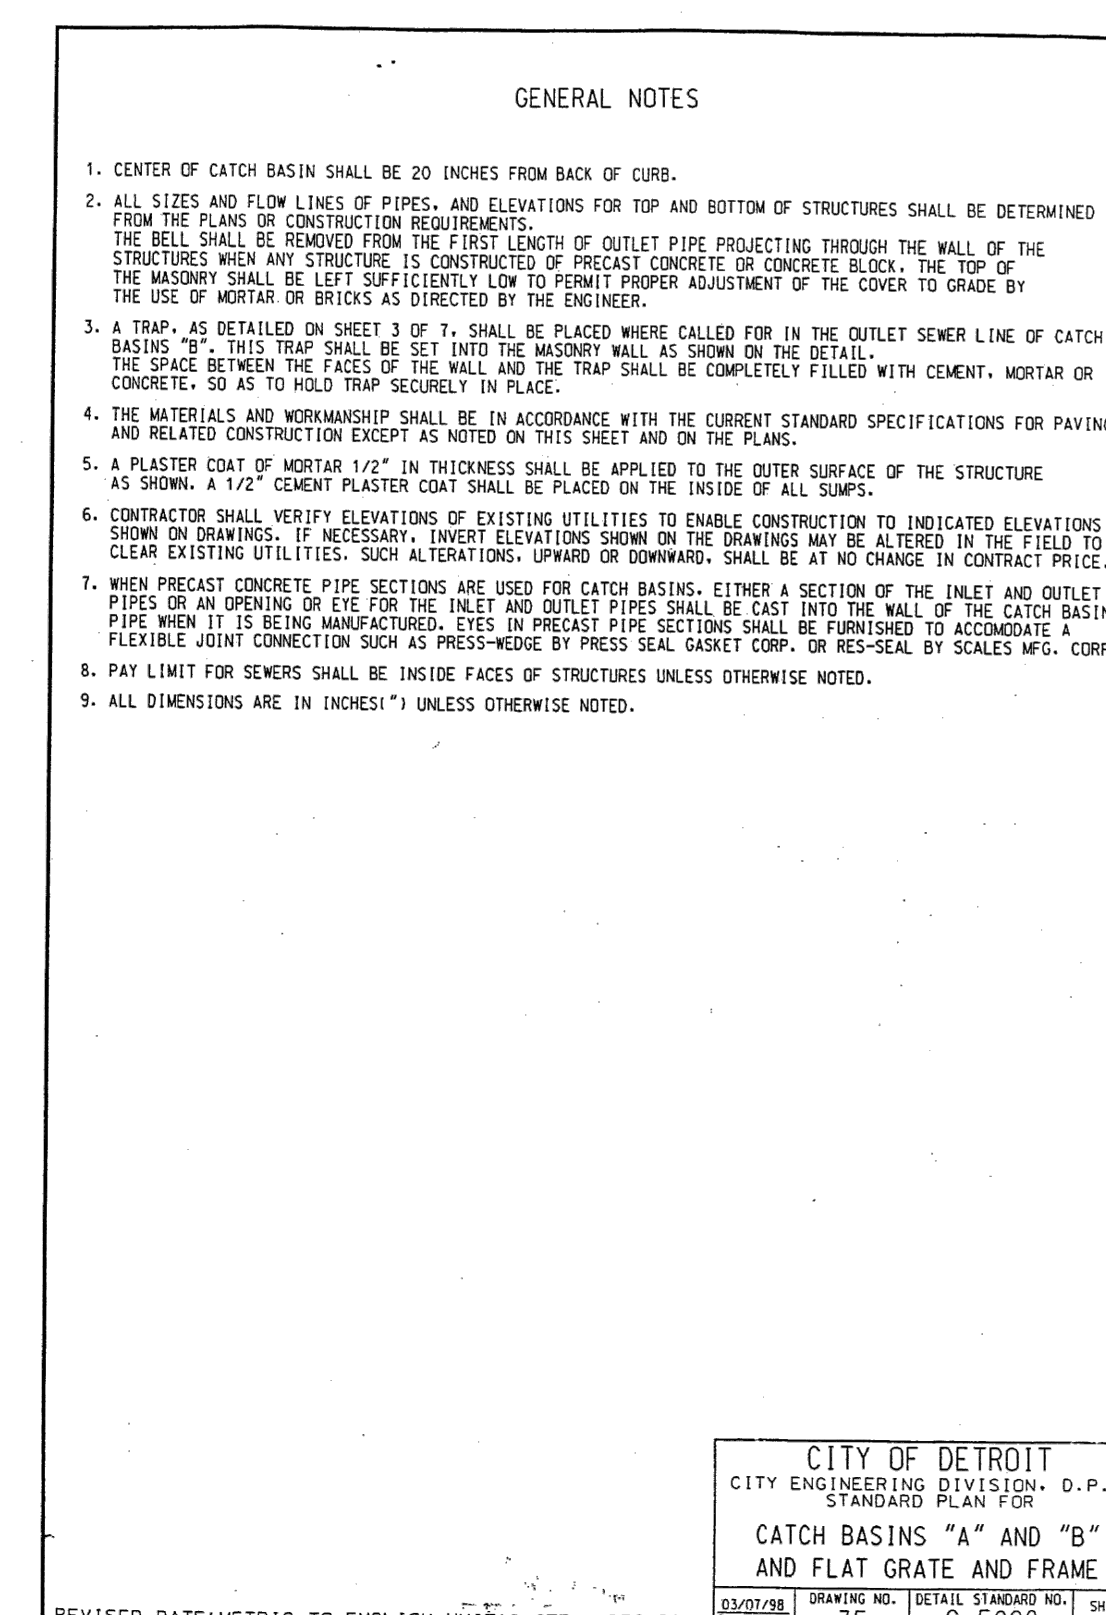 GENERAL NOTES
1. CENTER OF CATCH BASIN SHALL BE 20 INCHES FROM BACK OF CURB.
2. ALL SIZES AND FLOW LINES OF PIPES, AND ELEVATIONS FOR TOP AND BOTTOM OF STRUCTURES SHALL BE DETERMINED
FROM THE PLANS OR CONSTRUCTION REQUIREMENTS.
THE BELL SHALL BE REMOVED FROM THE FIRST LENGTH OF OUTLET PIPE PROJECTING THROUGH THE WALL OF THE
STRUCTURES WHEN ANY STRUCTURE IS CONSTRUCTED OF PRECAST CONCRETE OR CONCRETE BLOCK, THE TOP OF
THE MASONRY SHALL BE LEFT SUFFICIENTLY LOW TO PERMIT PROPER ADJUSTMENT OF THE COVER TO GRADE BY
THE USE OF MORTAR OR BRICKS AS DIRECTED BY THE ENGINEER.
3. A TRAP, AS DETAILED ON SHEET 3 OF 7, SHALL BE PLACED WHERE CALLED FOR IN THE OUTLET SEWER LINE OF CATCH
BASINS "B". THIS TRAP SHALL BE SET INTO THE MASONRY WALL AS SHOWN ON THE DETAIL.
THE SPACE BETWEEN THE FACES OF THE WALL AND THE TRAP SHALL BE COMPLETELY FILLED WITH CEMENT, MORTAR OR
CONCRETE, SO AS TO HOLD TRAP SECURELY IN PLACE.
4. THE MATERIALS AND WORKMANSHIP SHALL BE IN ACCORDANCE WITH THE CURRENT STANDARD SPECIFICATIONS FOR PAVING
AND RELATED CONSTRUCTION EXCEPT AS NOTED ON THIS SHEET AND ON THE PLANS.
5. A PLASTER COAT OF MORTAR 1/2" IN THICKNESS SHALL BE APPLIED TO THE OUTER SURFACE OF THE STRUCTURE
AS SHOWN. A 1/2" CEMENT PLASTER COAT SHALL BE PLACED ON THE INSIDE OF ALL SUMPS.
6. CONTRACTOR SHALL VERIFY ELEVATIONS OF EXISTING UTILITIES TO ENABLE CONSTRUCTION TO INDICATED ELEVATIONS
SHOWN ON DRAWINGS. IF NECESSARY, INVERT ELEVATIONS SHOWN ON THE DRAWINGS MAY BE ALTERED IN THE FIELD TO
CLEAR EXISTING UTILITIES. SUCH ALTERATIONS, UPWARD OR DOWNWARD, SHALL BE AT NO CHANGE IN CONTRACT PRICE.
7. WHEN PRECAST CONCRETE PIPE SECTIONS ARE USED FOR CATCH BASINS, EITHER A SECTION OF THE INLET AND OUTLET
PIPES OR AN OPENING OR EYE FOR THE INLET AND OUTLET PIPES SHALL BE CAST INTO THE WALL OF THE CATCH BASIN
PIPE WHEN IT IS BEING MANUFACTURED. EYES IN PRECAST PIPE SECTIONS SHALL BE FURNISHED TO ACCOMODATE A
FLEXIBLE JOINT CONNECTION SUCH AS PRESS-WEDGE BY PRESS SEAL GASKET CORP. OR RES-SEAL BY SCALES MFG. CORP
8. PAY LIMIT FOR SEWERS SHALL BE INSIDE FACES OF STRUCTURES UNLESS OTHERWISE NOTED.
9. ALL DIMENSIONS ARE IN INCHES(") UNLESS OTHERWISE NOTED.
CITY OF DETROIT
CITY ENGINEERING DIVISION, D.P.
STANDARD PLAN FOR
CATCH BASINS "A" AND "B"
AND FLAT GRATE AND FRAME
03/07/98 DRAWING NO. DETAIL STANDARD NO. SH